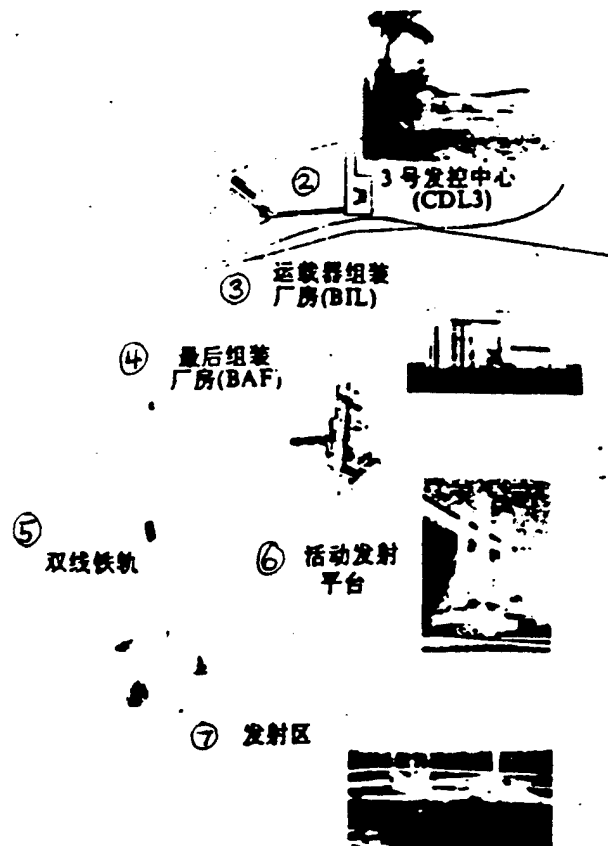 ② 3号发控中心
(CDL3)
③ 运载器组装
厂房(BIL)
④ 最后组装
厂房(BAF)
⑤
双线铁轨
⑥ 活动发射
平台
⑦ 发射区